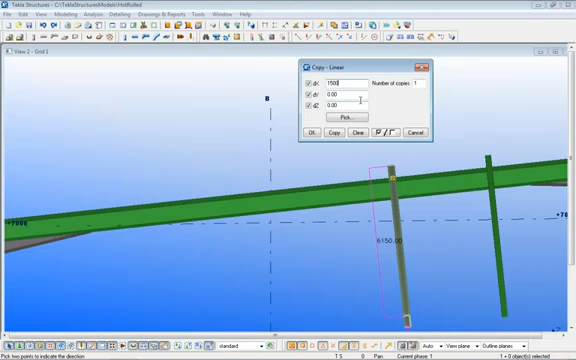 Tekla Structures - C:\TeklaStructuresModels\HotRolled
File Edit View Modeling Analysis Detailing Drawings & Reports Tools Window Help
View 2 - Grid 1
Copy - Linear
dX 1500 Number of copies 1
dY 0.00
dZ 0.00
Pick...
OK Copy Clear Cancel
B
+7000
+70
6150.00
standard Auto View plane Outline planes
Pick two points to indicate the direction T S 0 Pan Current phase: 1 1 + 0 object(s) selected